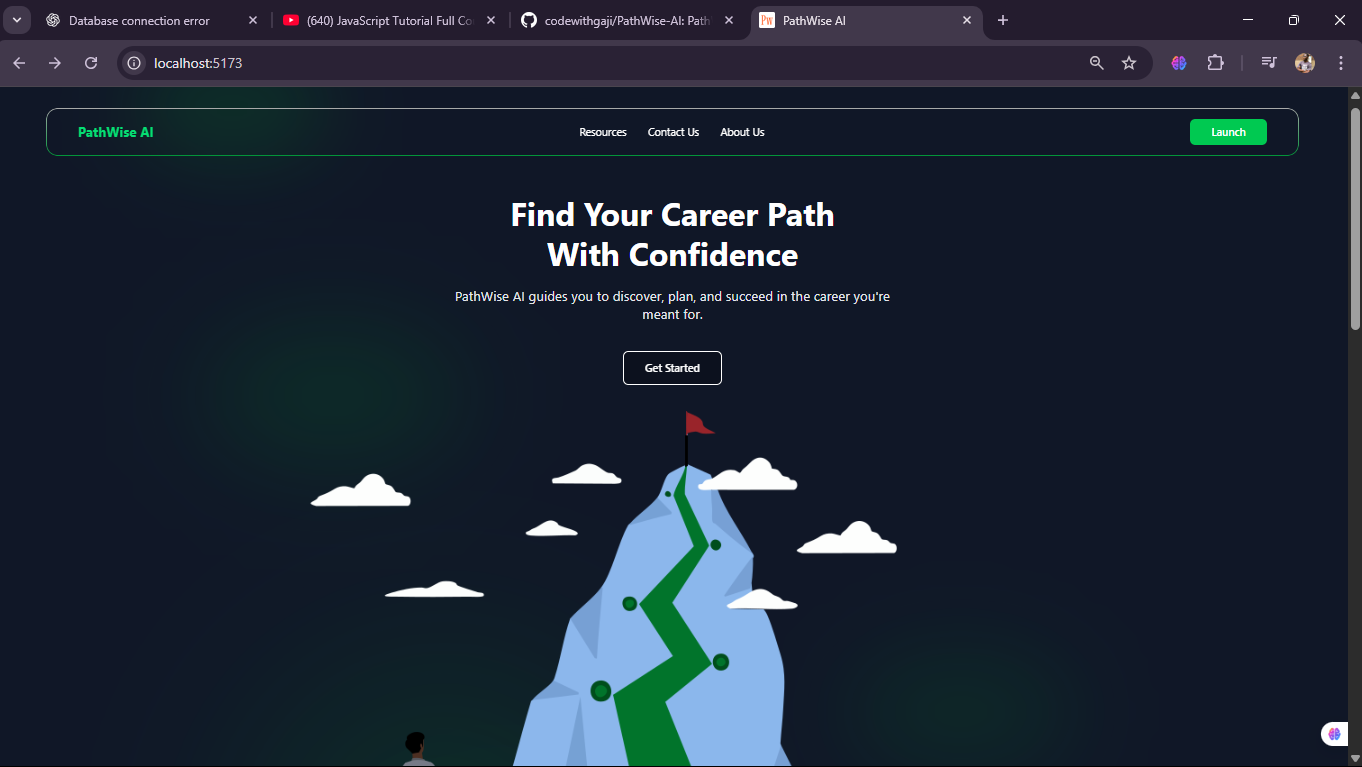 Database connection error
(640) JavaScript Tutorial Full Co
codewithgaji/PathWise-AI: Path
Pw
PathWise AI
localhost:5173
PathWise AI
Resources
Contact Us
About Us
Launch
Find Your Career Path
With Confidence
PathWise AI guides you to discover, plan, and succeed in the career you're
meant for.
Get Started